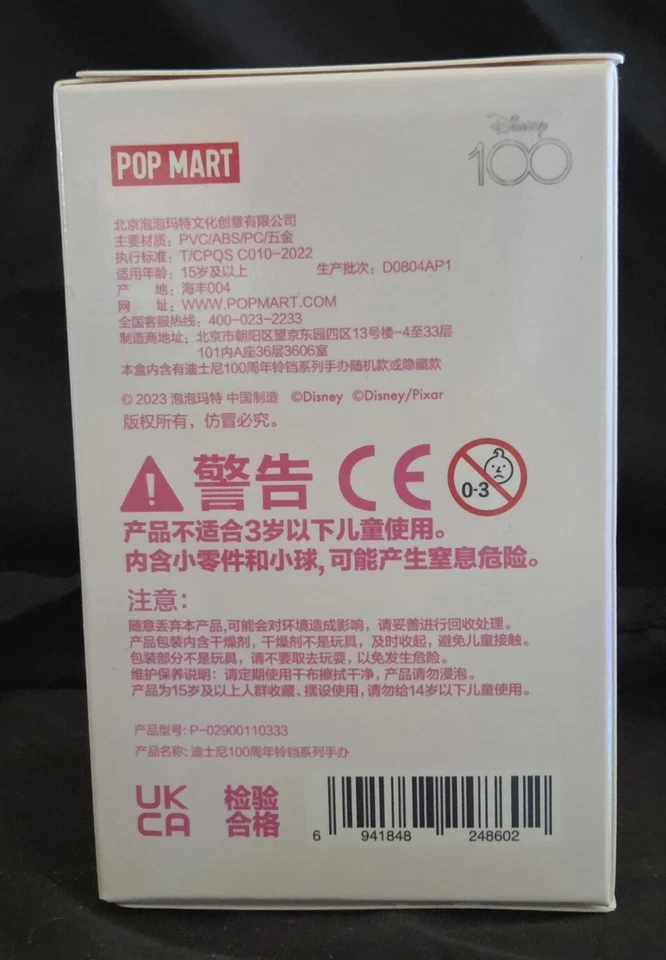 POP MART
Disney
100
北京泡泡玛特文化创意有限公司
主要材质：PVC/ABS/PC/五金
执行标准：T/CPQS C010-2022
适用年龄：15岁及以上 生产批次：D0804AP1
产 地：海丰004
网 址：WWW.POPMART.COM
全国客服热线：400-023-2233
制造商地址：北京市朝阳区望京东园四区13号楼-4至33层
101内A座36层3606室
本盒内含有迪士尼100周年铃铛系列手办随机款或隐藏款
©2023 泡泡玛特 中国制造 ©Disney ©Disney/Pixar
版权所有，仿冒必究。
警告 CE
0-3
产品不适合3岁以下儿童使用。
内含小零件和小球，可能产生窒息危险。
注意：
随意丢弃本产品，可能会对环境造成影响，请妥善进行回收处理。
产品包装内含干燥剂，干燥剂不是玩具，及时收起，避免儿童接触。
包装部分不是玩具，请不要取去玩耍，以免发生危险。
维护保养说明：请定期使用干布擦拭干净，产品请勿浸泡。
产品为15岁及以上人群收藏、摆设使用，请勿给14岁以下儿童使用。
产品型号：P-02900110333
产品名称：迪士尼100周年铃铛系列手办
UK
CA
检验
合格
6 941848 248602